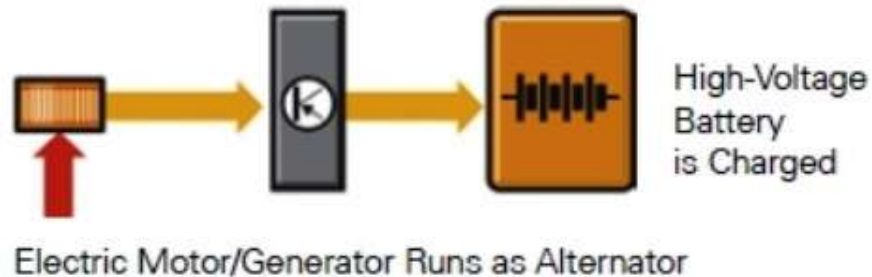 High-Voltage
Battery
is Charged
Electric Motor/Generator Runs as Alternator